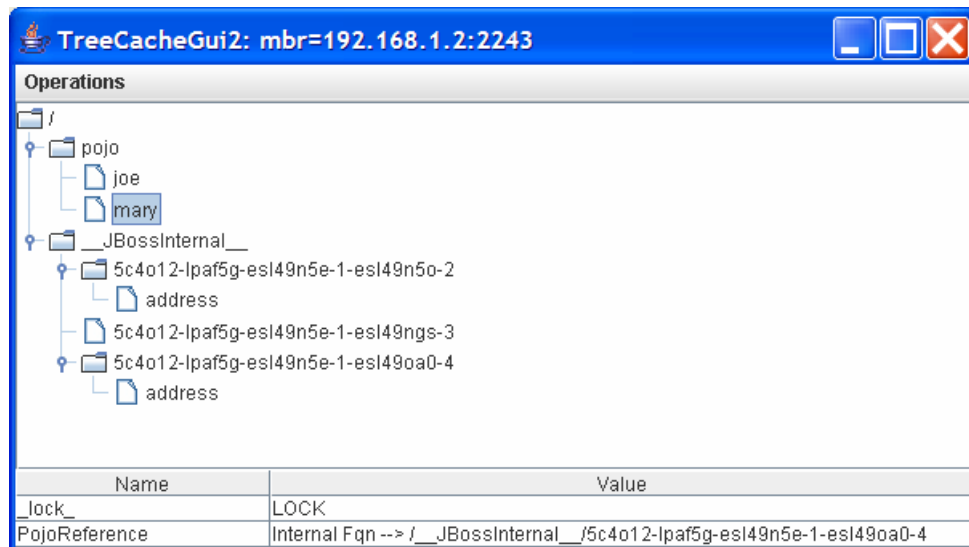 TreeCacheGui2: mbr=192.168.1.2:2243
Operations
/
pojo
joe
mary
__JBossInternal__
5c4o12-lpaf5g-esl49n5e-1-esl49n5o-2
address
5c4o12-lpaf5g-esl49n5e-1-esl49ngs-3
5c4o12-lpaf5g-esl49n5e-1-esl49oa0-4
address
Name Value
_lock_ LOCK
PojoReference Internal Fqn --> /__JBossInternal__/5c4o12-lpaf5g-esl49n5e-1-esl49oa0-4